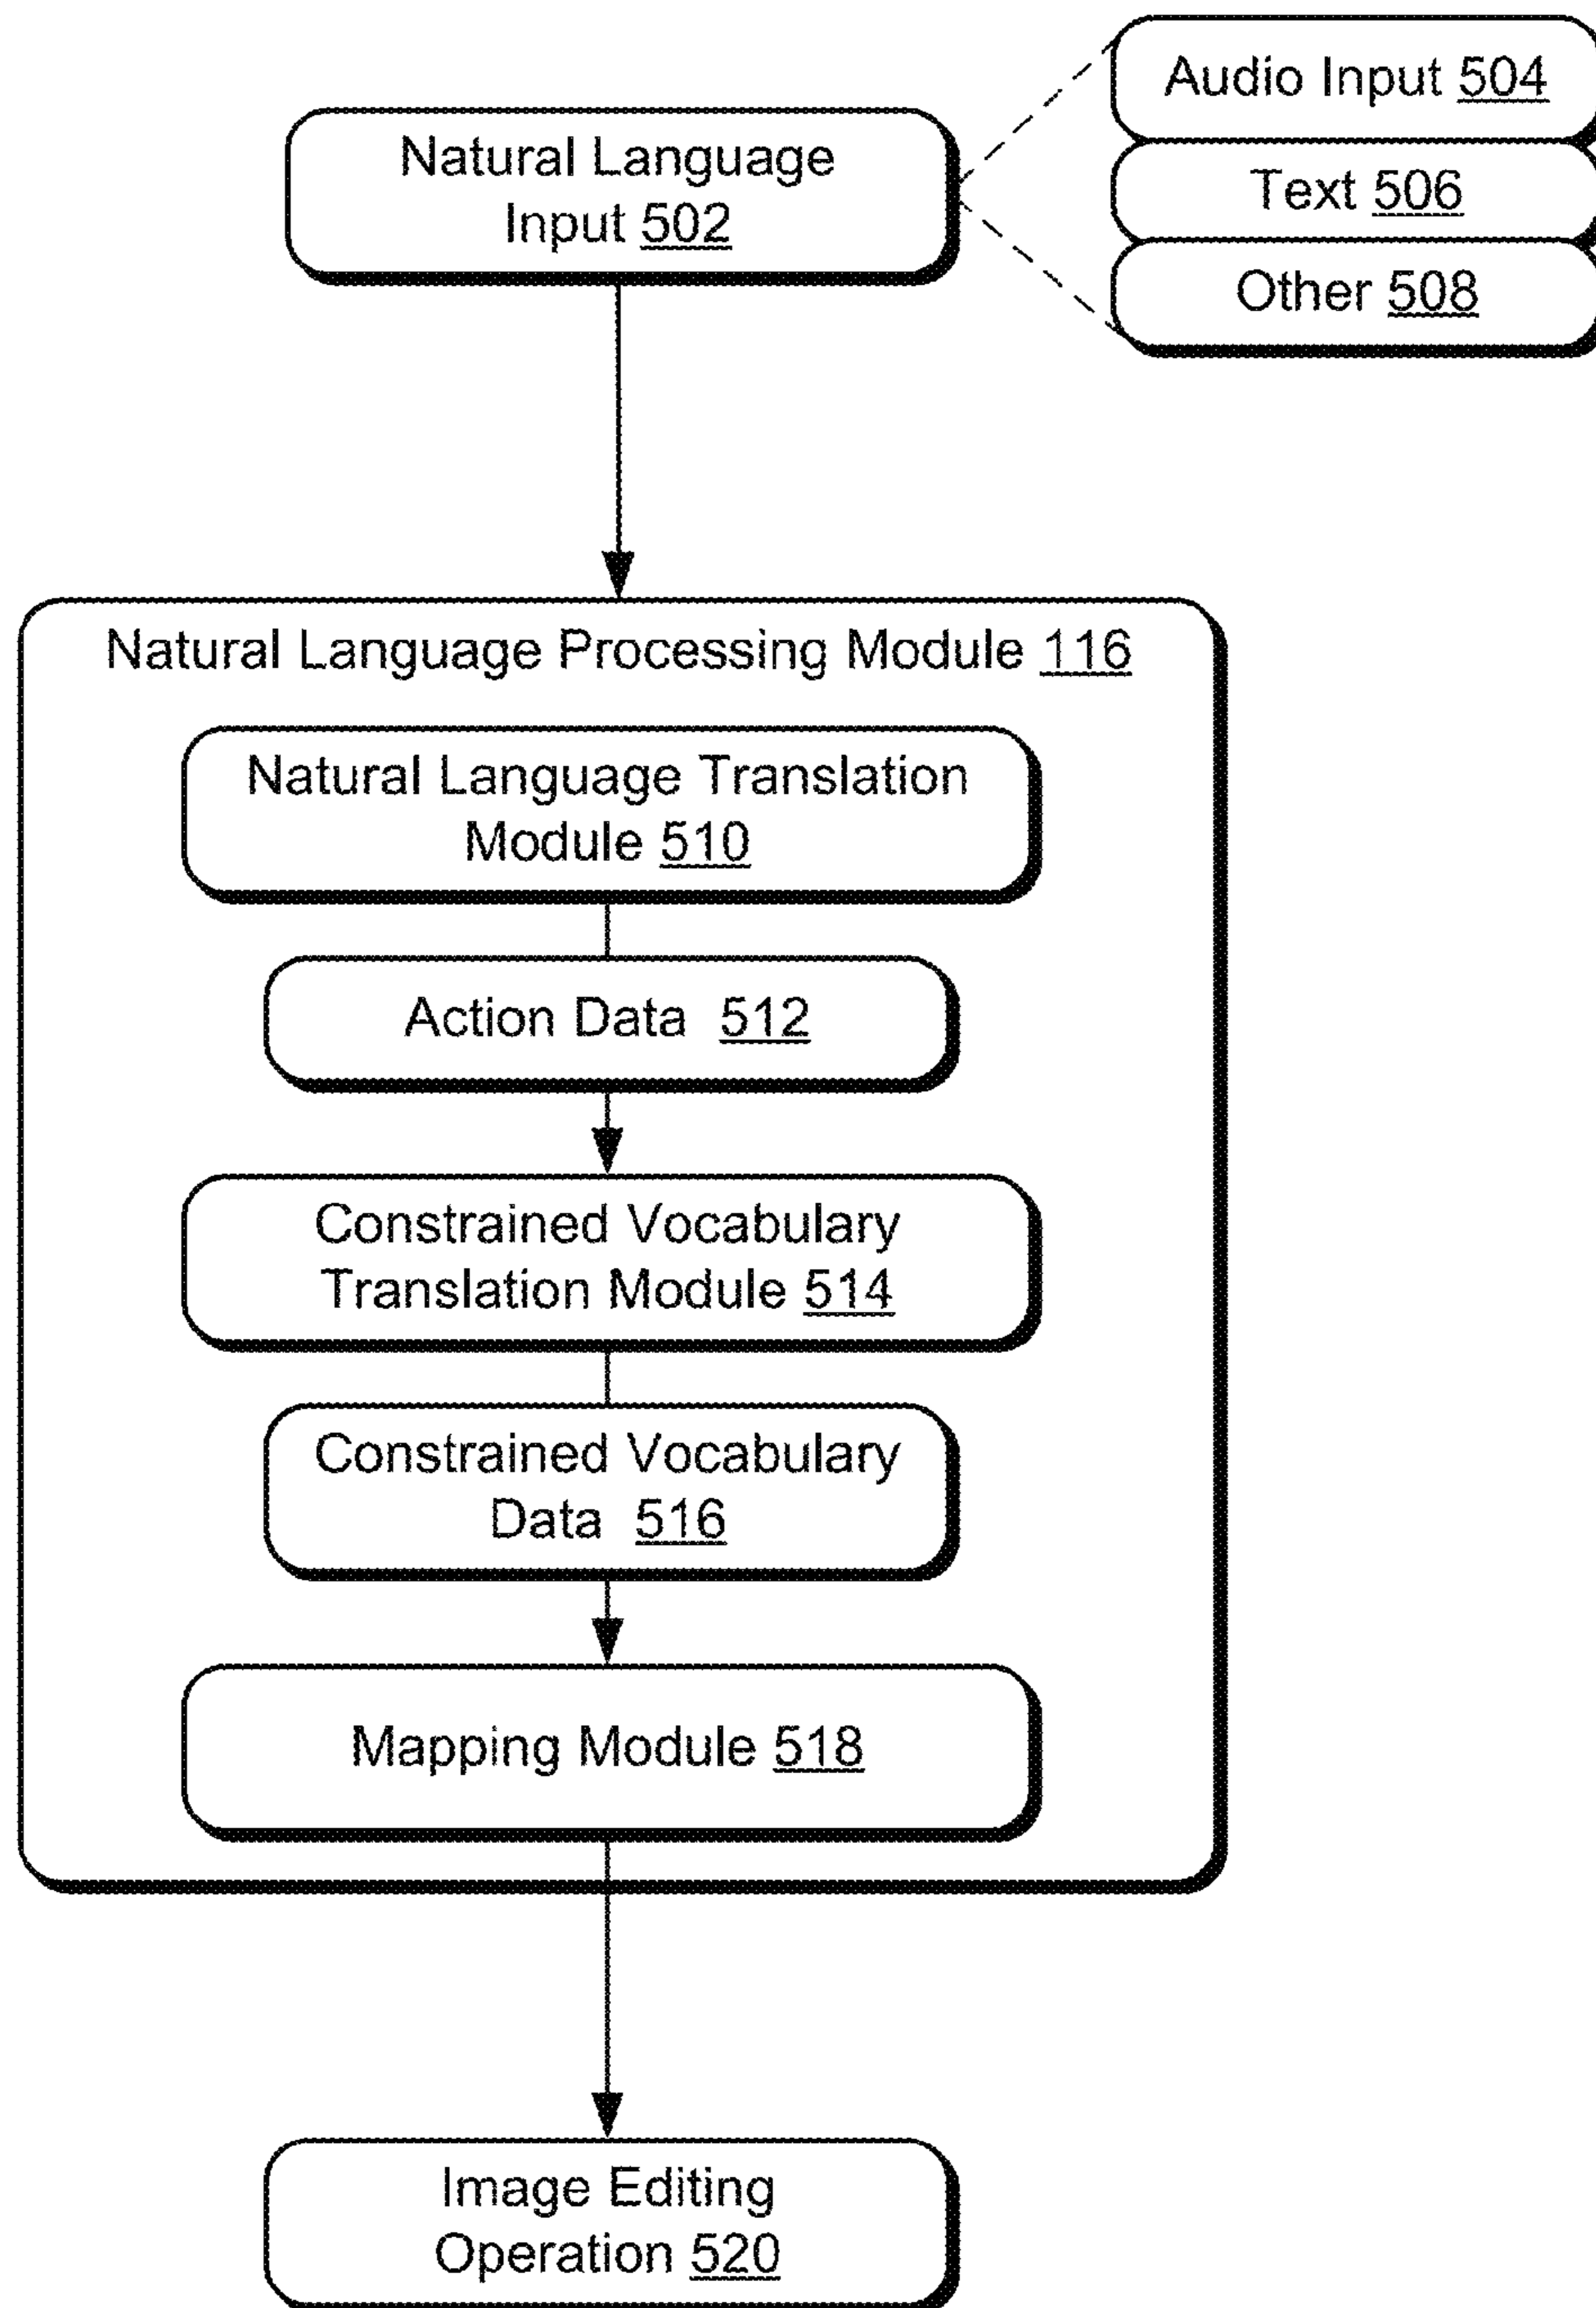 Natural Language
Input 502
Audio Input 504
Text 506
Other 508
Natural Language Processing Module 116
Natural Language Translation
Module 510
Action Data 512
Constrained Vocabulary
Translation Module 514
Constrained Vocabulary
Data 516
Mapping Module 518
Image Editing
Operation 520